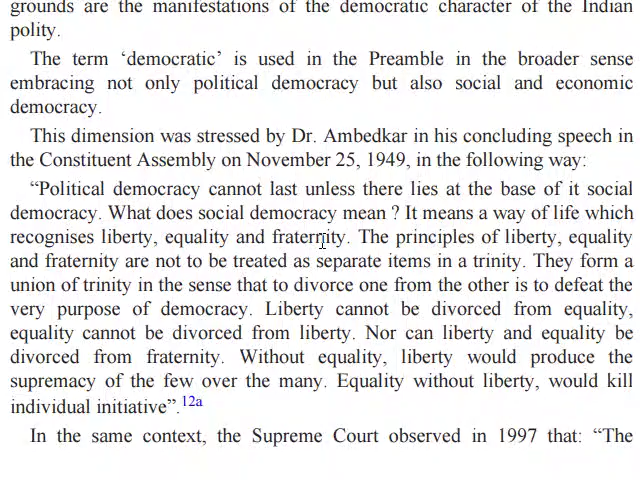 grounds are the manifestations of the democratic character of the Indian
polity.
The term ‘democratic’ is used in the Preamble in the broader sense
embracing not only political democracy but also social and economic
democracy.
This dimension was stressed by Dr. Ambedkar in his concluding speech in
the Constituent Assembly on November 25, 1949, in the following way:
“Political democracy cannot last unless there lies at the base of it social
democracy. What does social democracy mean ? It means a way of life which
recognises liberty, equality and fraternity. The principles of liberty, equality
and fraternity are not to be treated as separate items in a trinity. They form a
union of trinity in the sense that to divorce one from the other is to defeat the
very purpose of democracy. Liberty cannot be divorced from equality,
equality cannot be divorced from liberty. Nor can liberty and equality be
divorced from fraternity. Without equality, liberty would produce the
supremacy of the few over the many. Equality without liberty, would kill
individual initiative”.12a
In the same context, the Supreme Court observed in 1997 that: “The